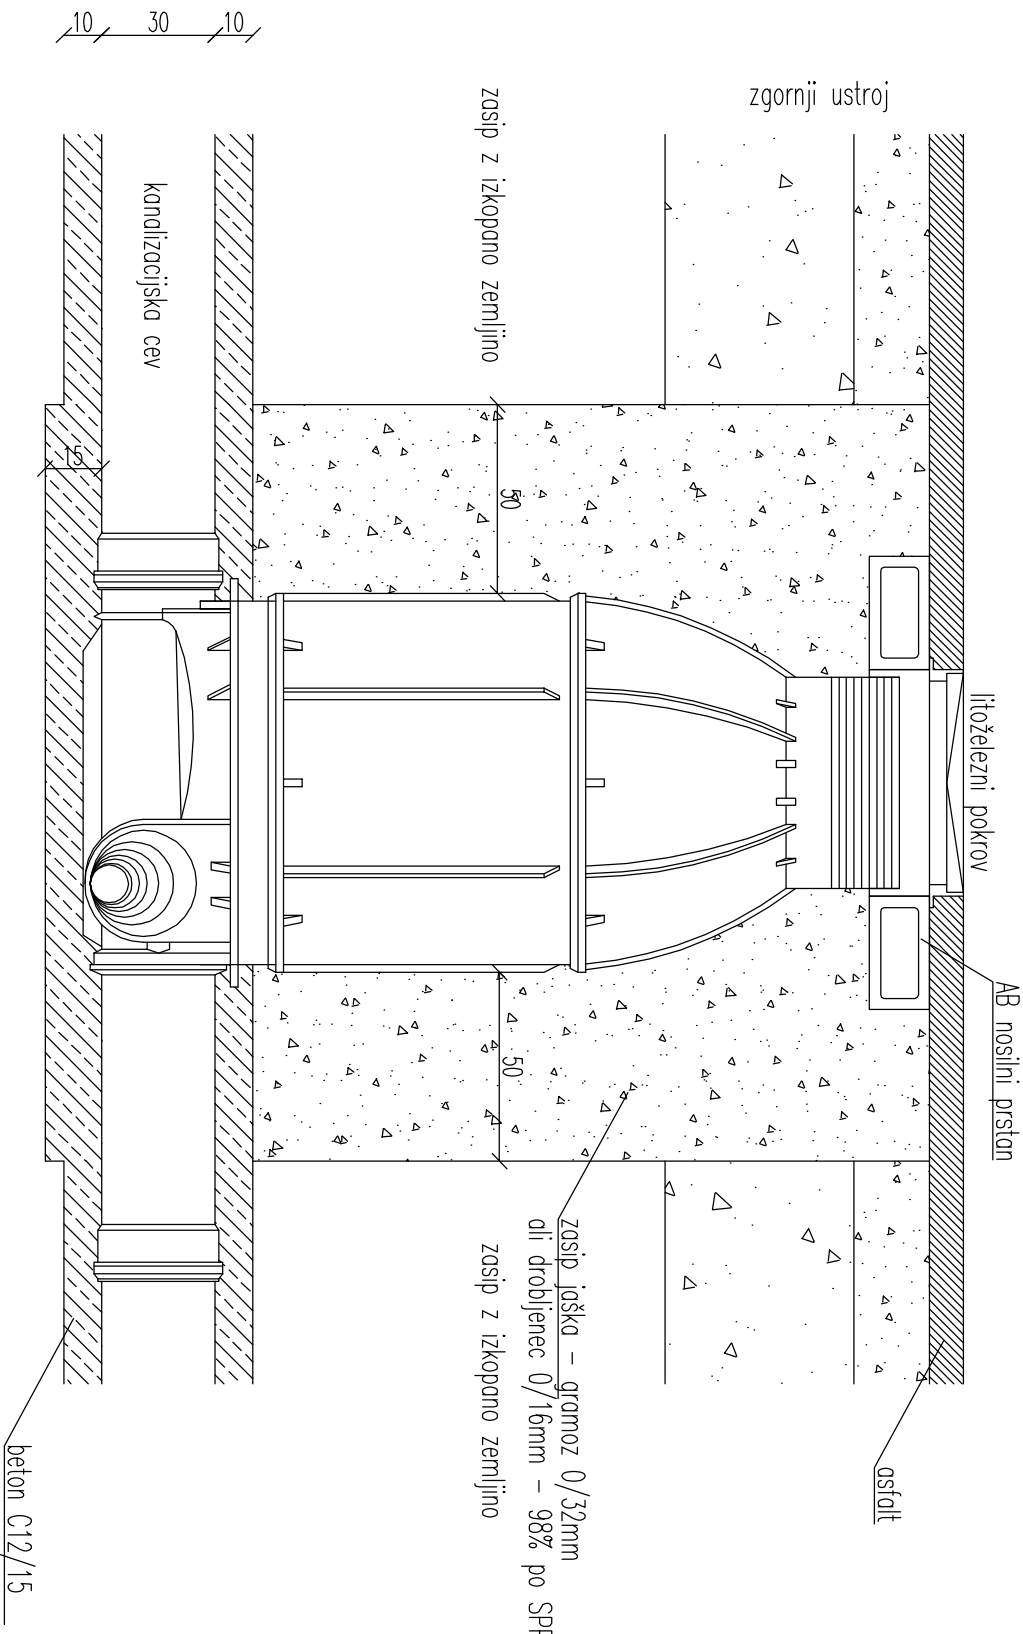 10
30
10
zgornji ustroj
zasip z izkopano zemljino
kanalizacijska cev
15
50
litoželezni pokrov
AB nosilni prstan
50
zasip jaška – gramoz 0/32mm
ali drobljenec 0/16mm – 98% po SPP
zasip z izkopano zemljino
asfalt
beton C12/15